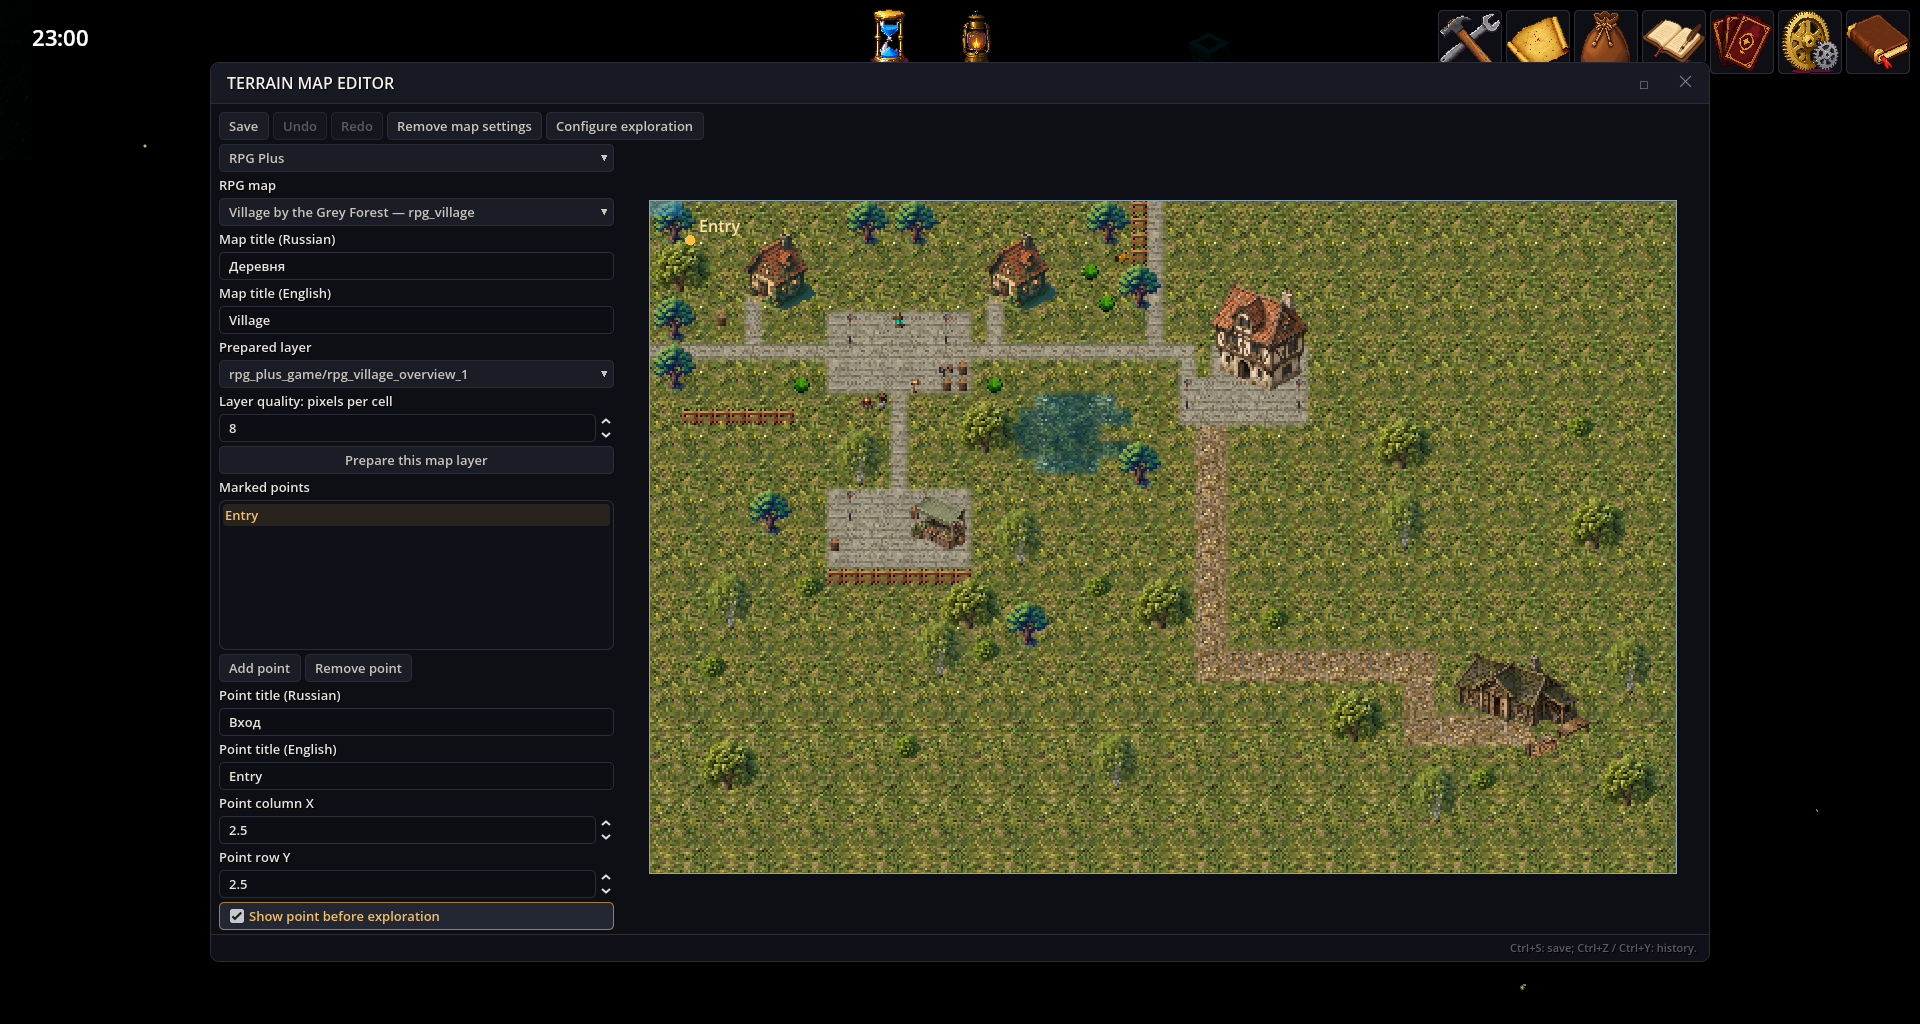 23:00
TERRAIN MAP EDITOR
Save Undo Redo Remove map settings Configure exploration
RPG Plus
RPG map
Village by the Grey Forest — rpg_village
Map title (Russian)
Деревня
Map title (English)
Village
Prepared layer
rpg_plus_game/rpg_village_overview_1
Layer quality: pixels per cell
8
Prepare this map layer
Marked points
Entry
Add point Remove point
Point title (Russian)
Вход
Point title (English)
Entry
Point column X
2.5
Point row Y
2.5
Show point before exploration
Entry
Ctrl+S: save; Ctrl+Z / Ctrl+Y: history.